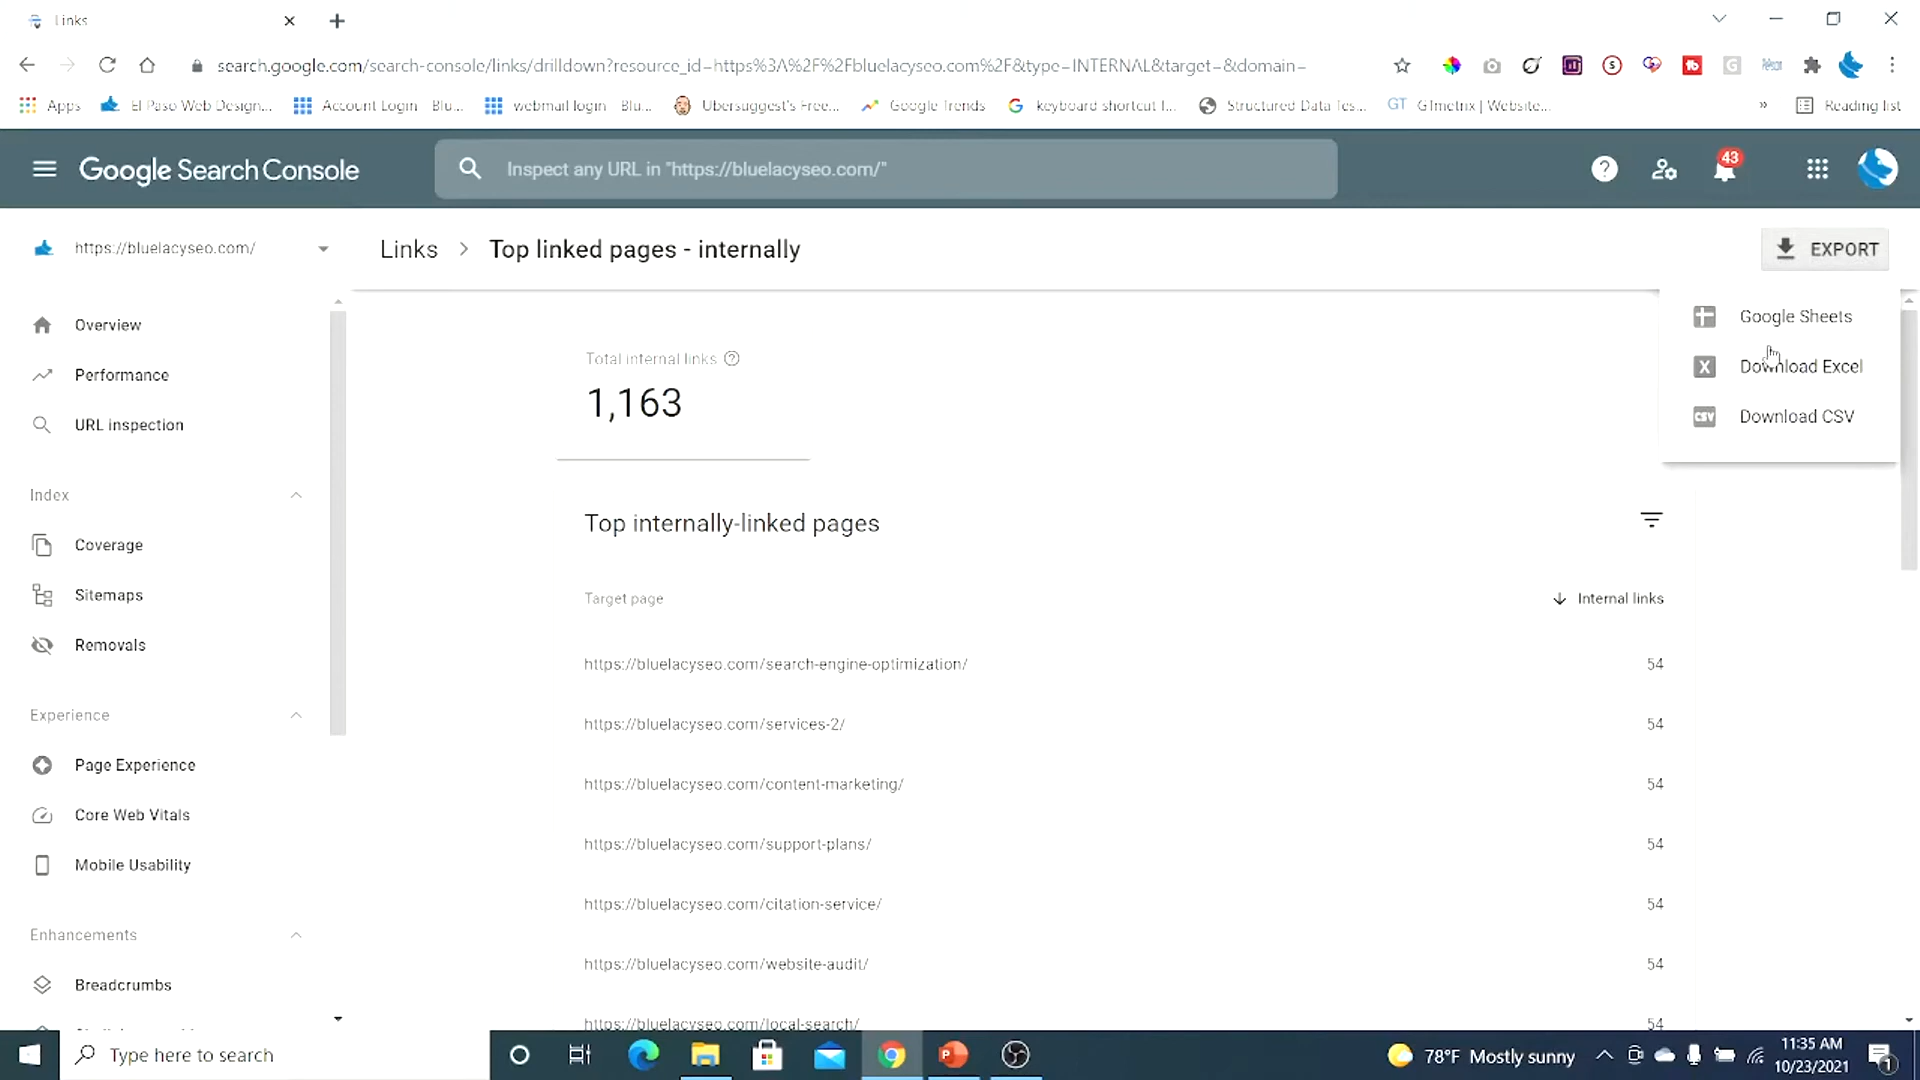 Links
search.google.com/search-console/links/drilldown?resource_id=https%3A%2F%2Fbluelacyseo.com%2F&type=INTERNAL&target=&domain=
Apps
El Paso Web Design...
Account Login - Blu...
webmail login - Blu...
Ubersuggest's Free...
Google Trends
keyboard shortcut f...
Structured Data Tes...
GT GTmetrix | Website...
»
Reading list
Google Search Console
Inspect any URL in "https://bluelacyseo.com/"
43
https://bluelacyseo.com/
Links > Top linked pages - internally
EXPORT
Google Sheets
Download Excel
CSV Download CSV
Overview
Performance
URL inspection
Index
Coverage
Sitemaps
Removals
Experience
Page Experience
Core Web Vitals
Mobile Usability
Enhancements
Breadcrumbs
Total internal links
1,163
Top internally-linked pages
Target page
Internal links
https://bluelacyseo.com/search-engine-optimization/ 54
https://bluelacyseo.com/services-2/ 54
https://bluelacyseo.com/content-marketing/ 54
https://bluelacyseo.com/support-plans/ 54
https://bluelacyseo.com/citation-service/ 54
https://bluelacyseo.com/website-audit/ 54
https://bluelacyseo.com/local-search/ 54
Type here to search
78°F Mostly sunny
11:35 AM
10/23/2021
1